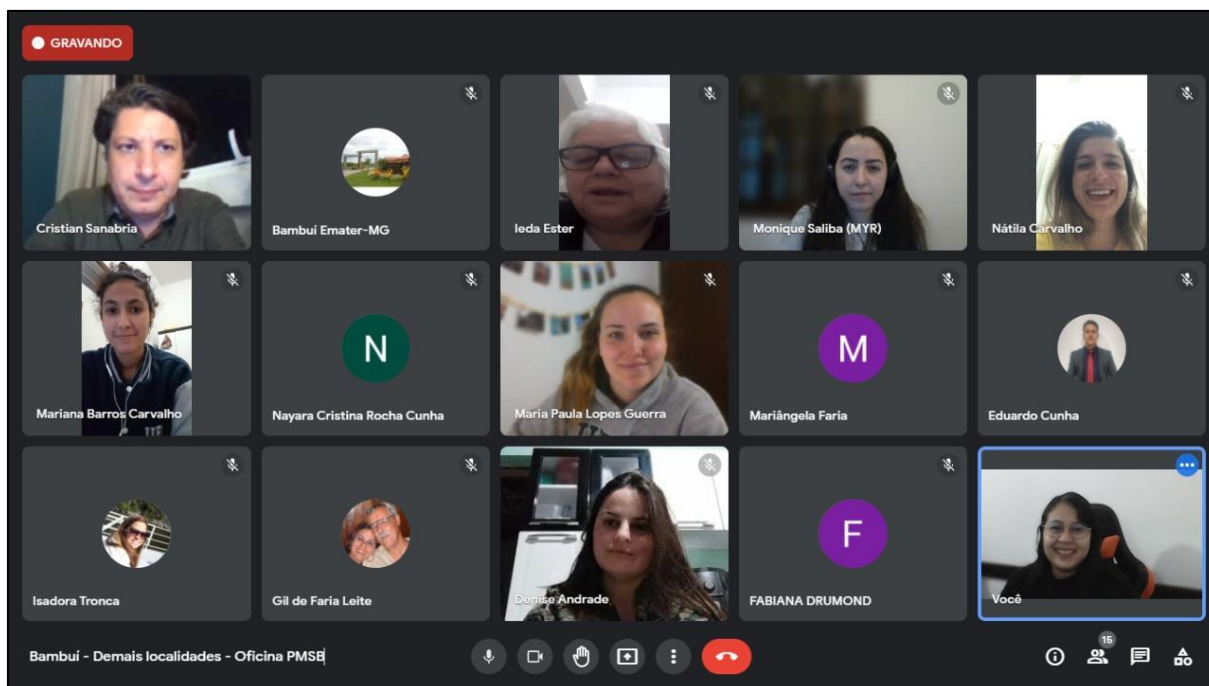 GRAVANDO
Cristian Sanabria
Bambuí Emater-MG
Ieda Ester
Monique Saliba (MYR)
Nátila Carvalho
Mariana Barros Carvalho
N
Nayara Cristina Rocha Cunha
Maria Paula Lopes Guerra
M
Mariângela Faria
Eduardo Cunha
Isadora Tronca
Gil de Faria Leite
Denise Andrade
F
FABIANA DRUMOND
Você
Bambuí - Demais localidades - Oficina PMSB
15